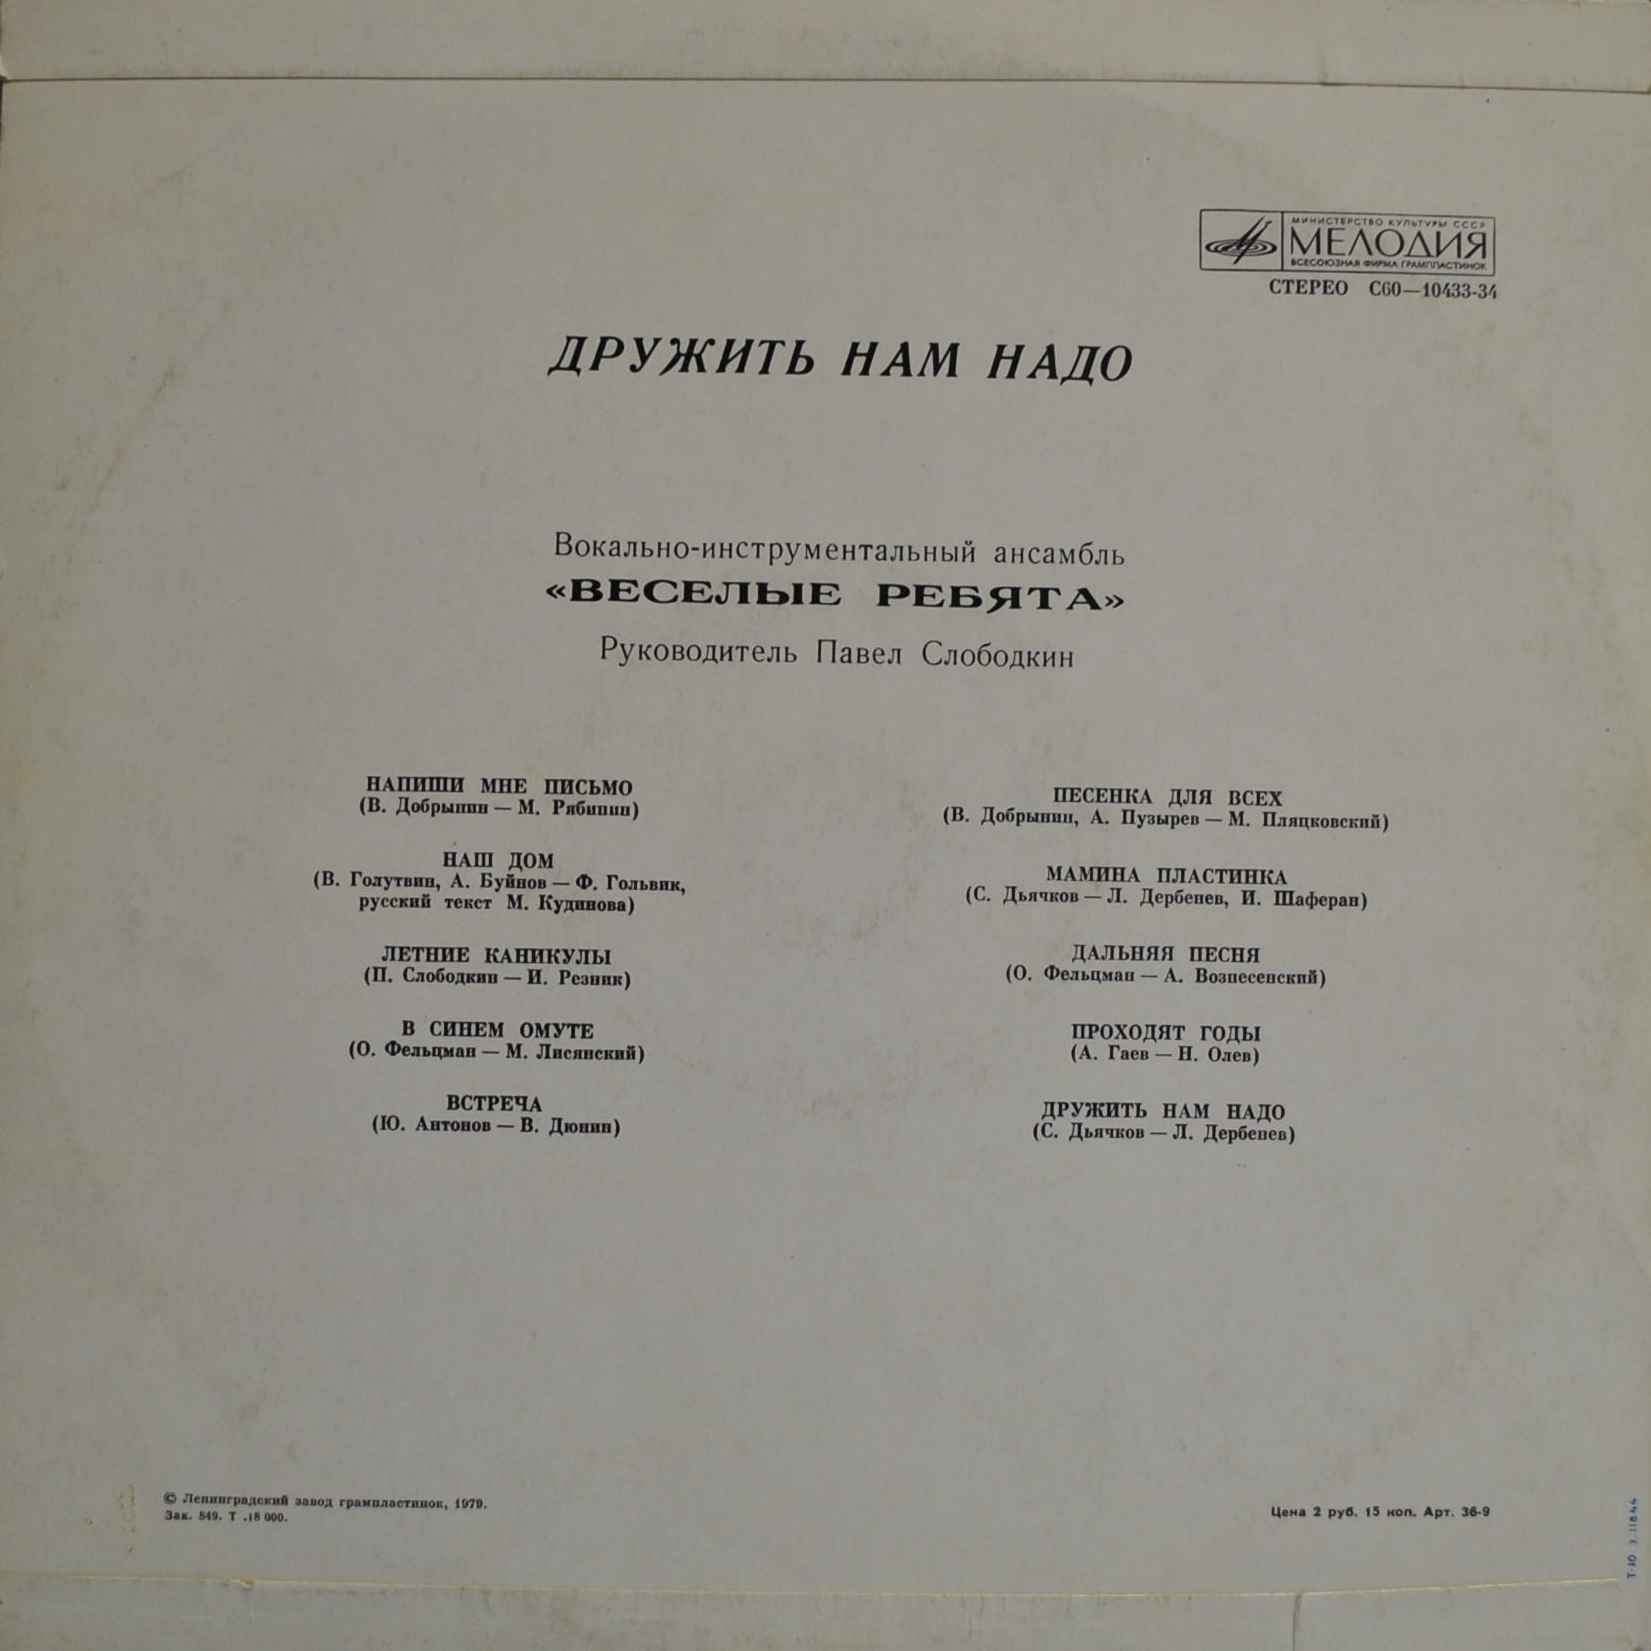 МИНИСТЕРСТВО КУЛЬТУРЫ СССР
МЕЛОДИЯ
ВСЕСОЮЗНАЯ ФИРМА ГРАМПЛАСТИНОК
СТЕРЕО С60—10433-34
ДРУЖИТЬ НАМ НАДО
Вокально-инструментальный ансамбль
«ВЕСЕЛЫЕ РЕБЯТА»
Руководитель Павел Слободкин
НАПИШИ МНЕ ПИСЬМО
(В. Добрынин — М. Рябинин)
НАШ ДОМ
(В. Голутвин, А. Буйнов — Ф. Гольвик,
русский текст М. Кудинова)
ЛЕТНИЕ КАНИКУЛЫ
(П. Слободкин — И. Резник)
В СИНЕМ ОМУТЕ
(О. Фельцман — М. Лисянский)
ВСТРЕЧА
(Ю. Антонов — В. Дюнин)
ПЕСЕНКА ДЛЯ ВСЕХ
(В. Добрынин, А. Пузырев — М. Пляцковский)
МАМИНА ПЛАСТИНКА
(С. Дьячков — Л. Дербенев, И. Шаферан)
ДАЛЬНЯЯ ПЕСНЯ
(О. Фельцман — А. Вознесенский)
ПРОХОДЯТ ГОДЫ
(А. Гаев — Н. Олев)
ДРУЖИТЬ НАМ НАДО
(С. Дьячков — Л. Дербенев)
© Ленинградский завод грампластинок, 1979.
Зак. 849. Т .18 000.
Цена 2 руб. 15 коп. Арт. 36-9